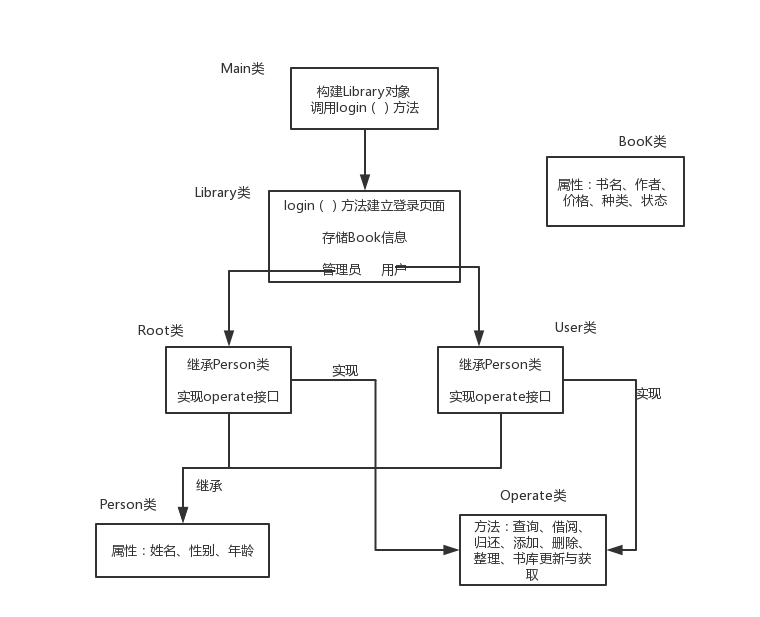 Main类
构建Library对象
调用login（ ）方法
BooK类
属性：书名、作者、
价格、种类、状态
Library类
login（ ）方法建立登录页面
存储Book信息
管理员 用户
Root类
User类
继承Person类
实现operate接口
实现
继承Person类
实现operate接口
实现
继承
Person类
属性：姓名、性别、年龄
Operate类
方法：查询、借阅、
归还、添加、删除、
整理、书库更新与获
取